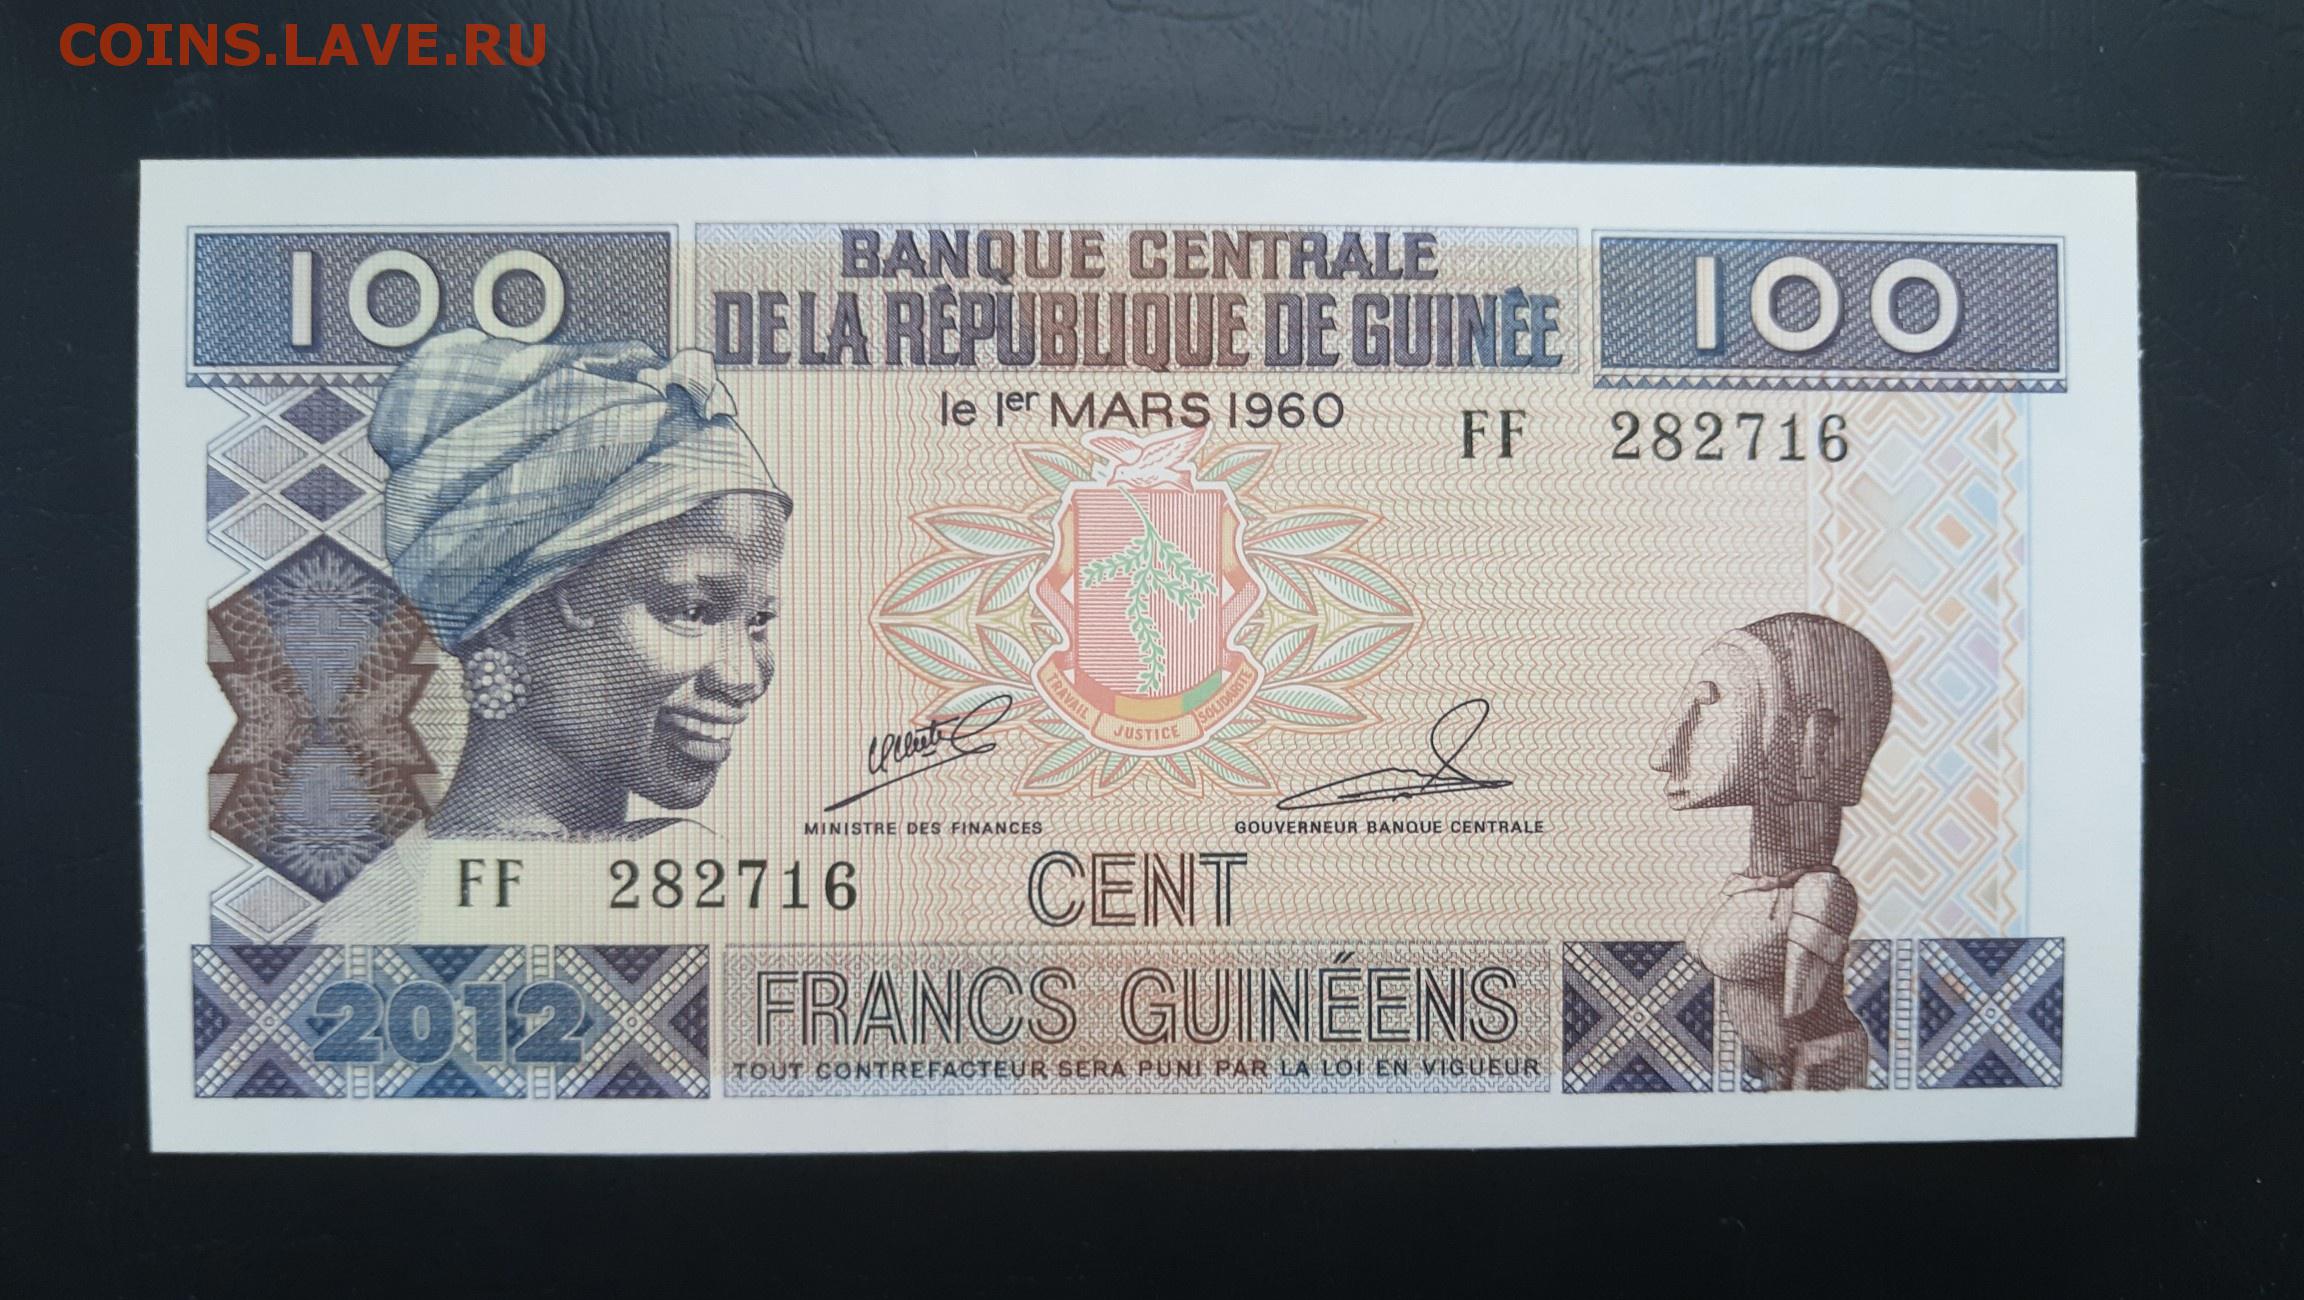 COINS.LAVE.RU
100
BANQUE CENTRALE
DE LA RÉPUBLIQUE DE GUINÉE
100
le 1er MARS 1960
FF 282716
TRAVAIL
JUSTICE
SOLIDARITÉ
MINISTRE DES FINANCES
GOUVERNEUR BANQUE CENTRALE
FF 282716
CENT
2012
FRANCS GUINÉENS
TOUT CONTREFACTEUR SERA PUNI PAR LA LOI EN VIGUEUR